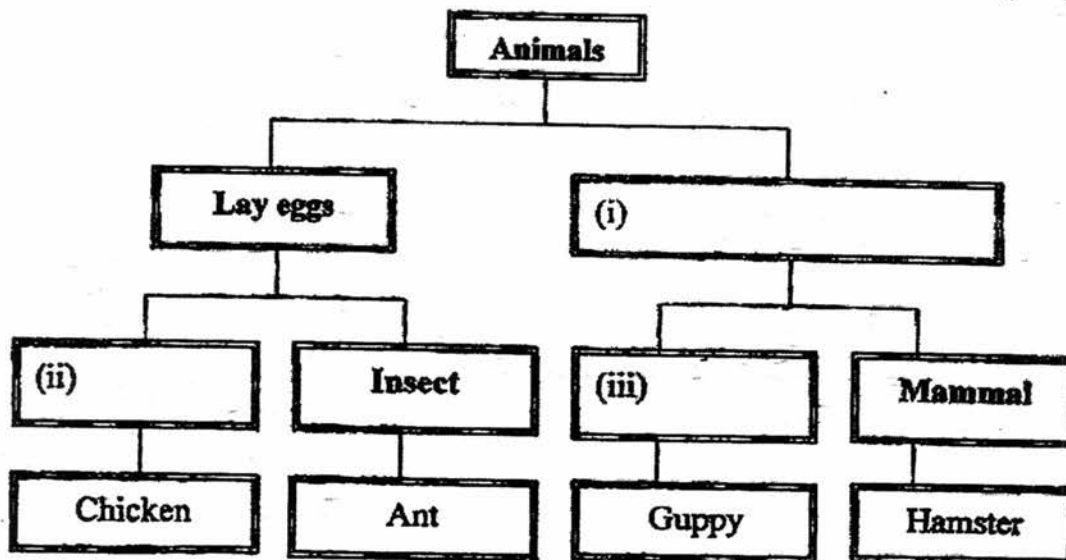 Animals
Lay eggs
(i)
(ii)
Insect
(iii)
Mammal
Chicken
Ant
Guppy
Hamster